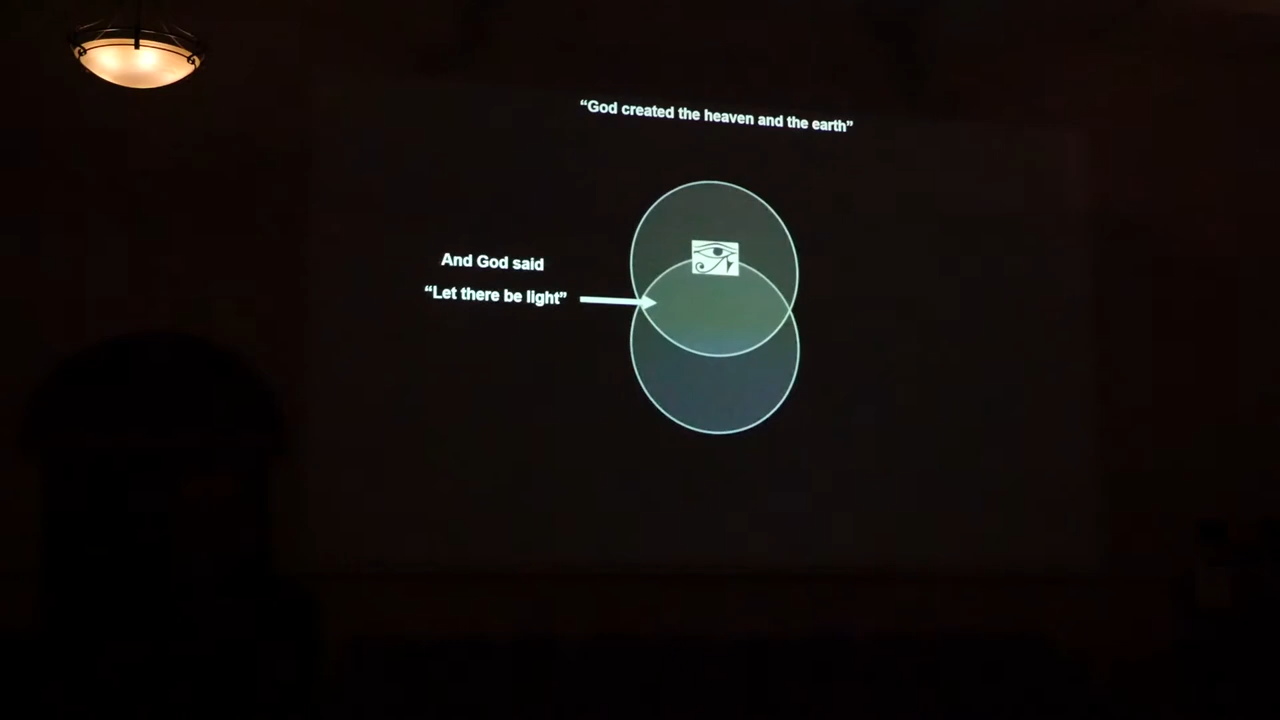 “God created the heaven and the earth”
And God said
“Let there be light”